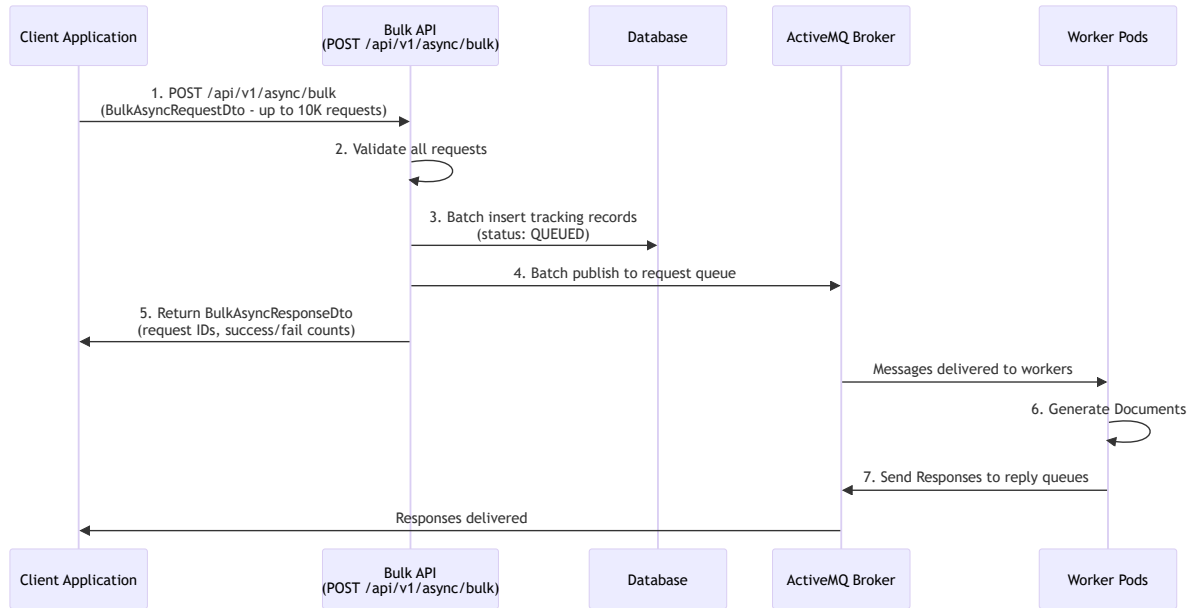 Client Application
Bulk API
(POST /api/v1/async/bulk)
Database
ActiveMQ Broker
Worker Pods
1. POST /api/v1/async/bulk
(BulkAsyncRequestDto - up to 10K requests)
2. Validate all requests
3. Batch insert tracking records
(status: QUEUED)
4. Batch publish to request queue
5. Return BulkAsyncResponseDto
(request IDs, success/fail counts)
Messages delivered to workers
6. Generate Documents
7. Send Responses to reply queues
Responses delivered
Client Application
Bulk API
(POST /api/v1/async/bulk)
Database
ActiveMQ Broker
Worker Pods